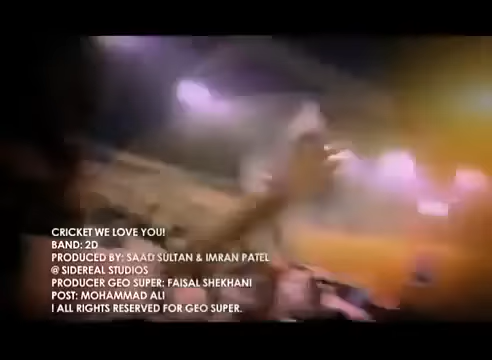 CRICKET WE LOVE YOU!
BAND: 2D
PRODUCED BY: SAAD SULTAN & IMRAN PATEL
@ SIDEREAL STUDIOS
PRODUCER GEO SUPER: FAISAL SHEKHANI
POST: MOHAMMAD ALI
! ALL RIGHTS RESERVED FOR GEO SUPER.